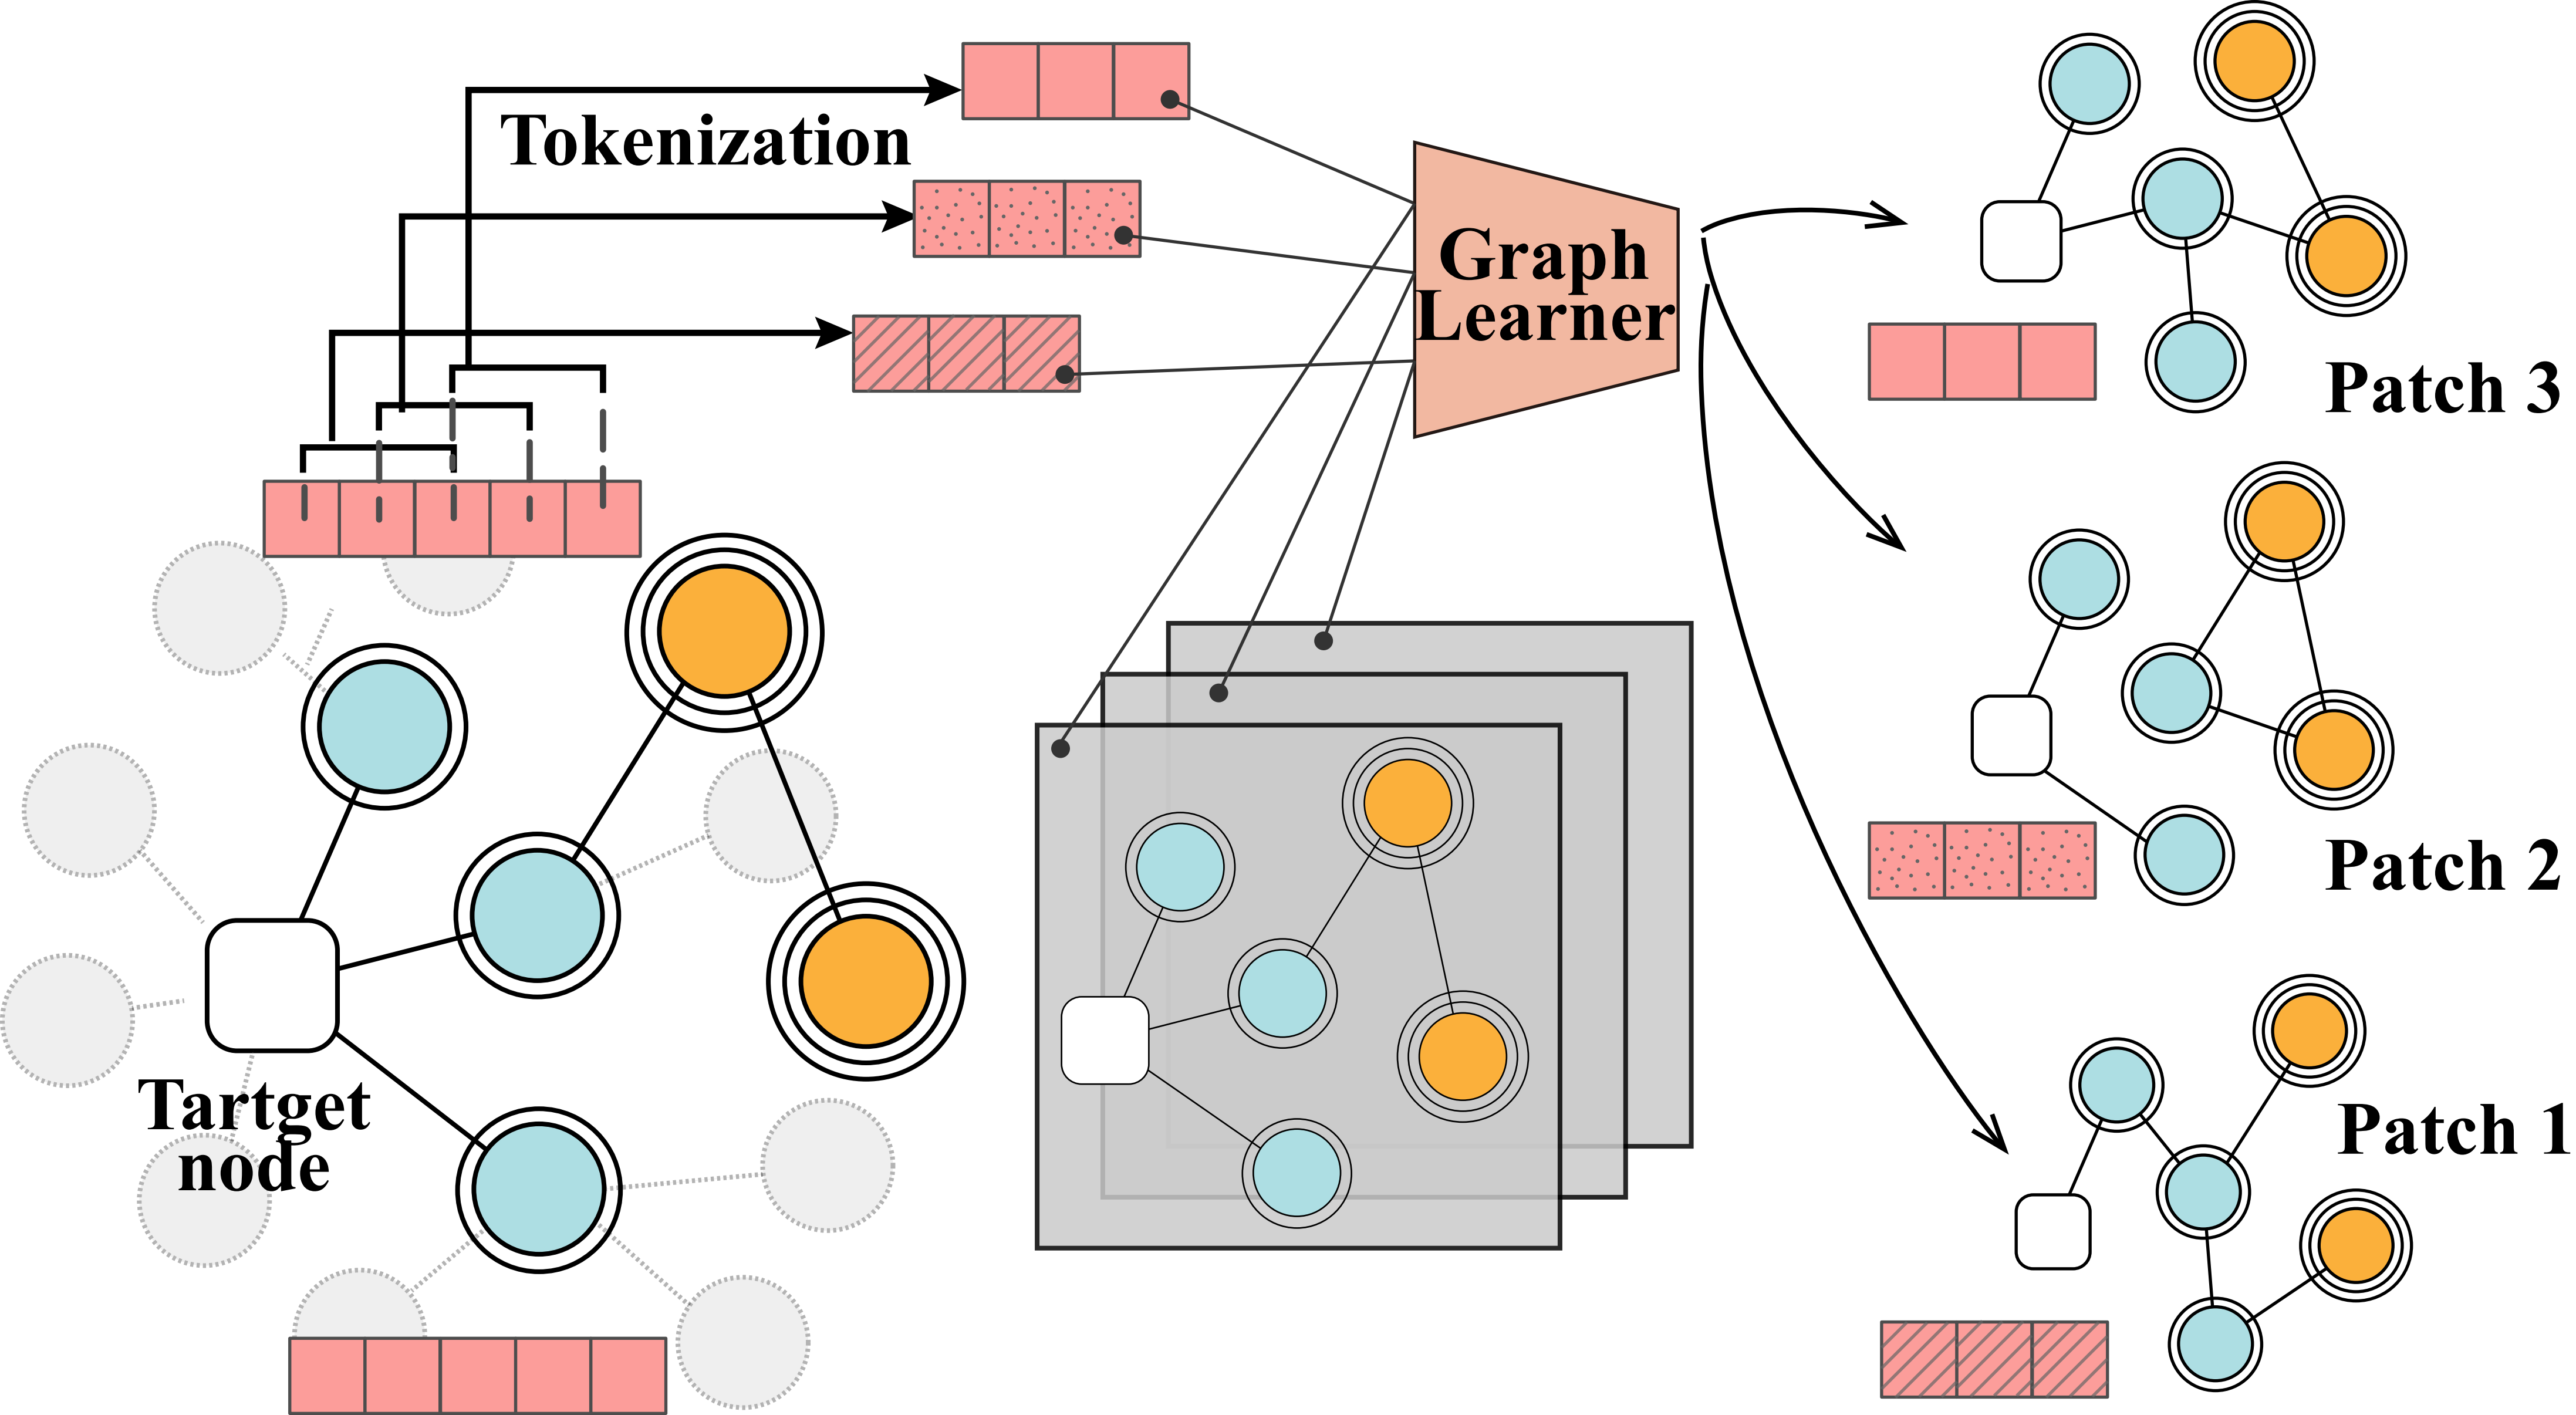 Tokenization
Graph
Learner
Patch 3
Patch 2
Tartget
node
Patch 1